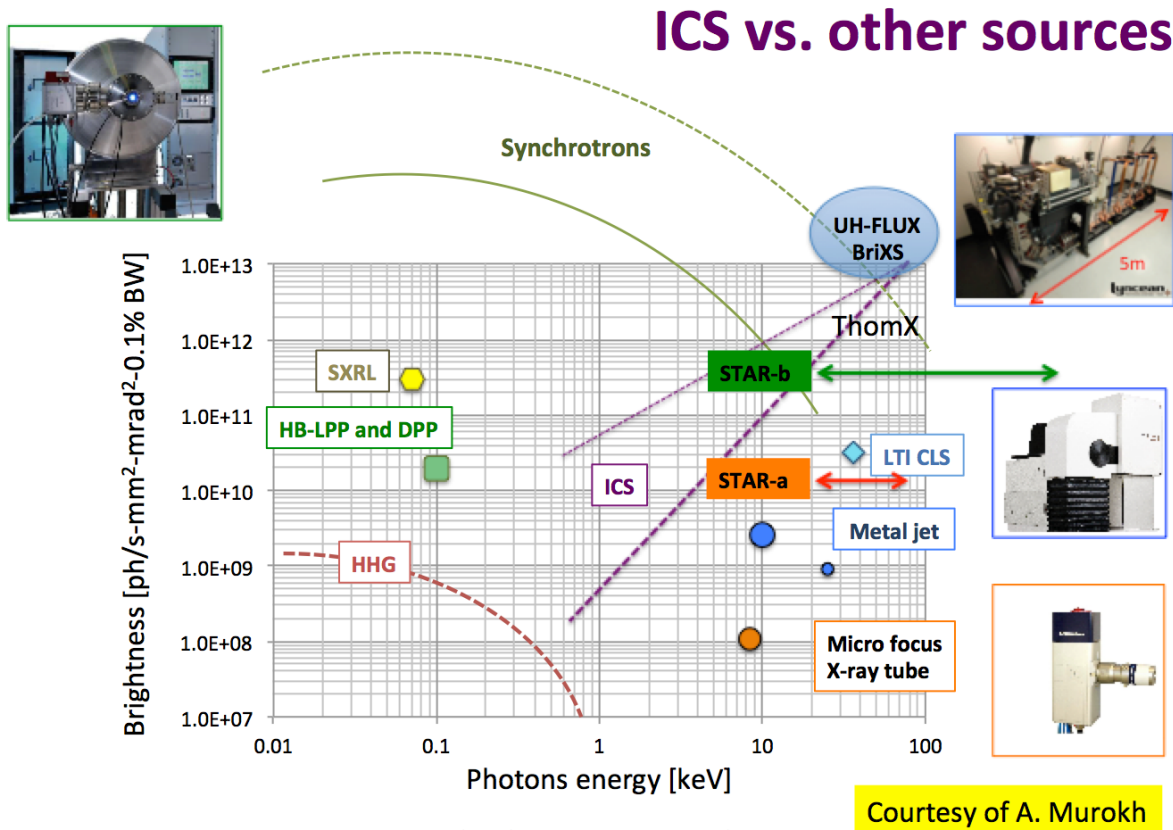 ICS vs. other sources
Synchrotrons
UH-FLUX
BriXS
5m
Lyncean
1.0E+13
ThomX
1.0E+12
SXRL
STAR-b
1.0E+11
HB-LPP and DPP
LTI CLS
ICS
STAR-a
1.0E+10
Metal jet
HHG
1.0E+09
1.0E+08
Micro focus
X-ray tube
1.0E+07
0.01
0.1
1
10
100
Brightness [ph/s-mm²-mrad²-0.1% BW]
Photons energy [keV]
Courtesy of A. Murokh